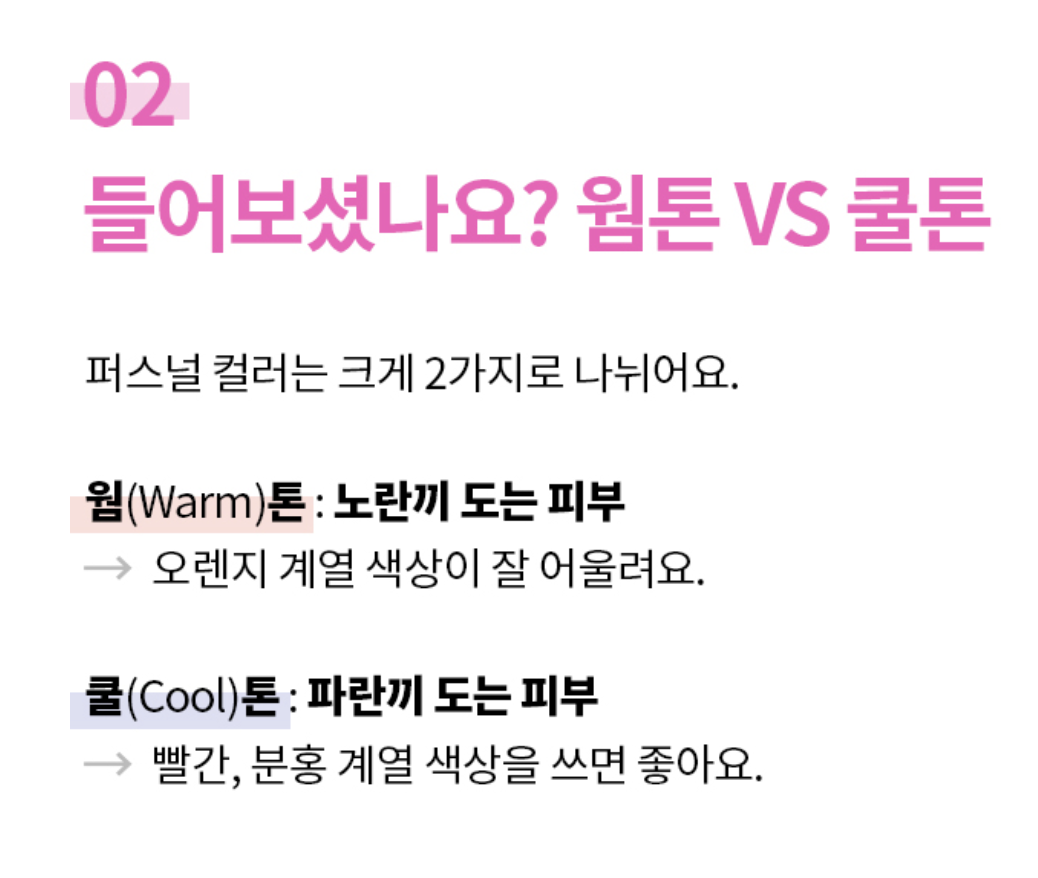 02
들어보셨나요? 웜톤 VS 쿨톤
퍼스널 컬러는 크게 2가지로 나뉘어요.
웜(Warm)톤 : 노란끼 도는 피부
→ 오렌지 계열 색상이 잘 어울려요.
쿨(Cool)톤 : 파란끼 도는 피부
→ 빨간, 분홍 계열 색상을 쓰면 좋아요.